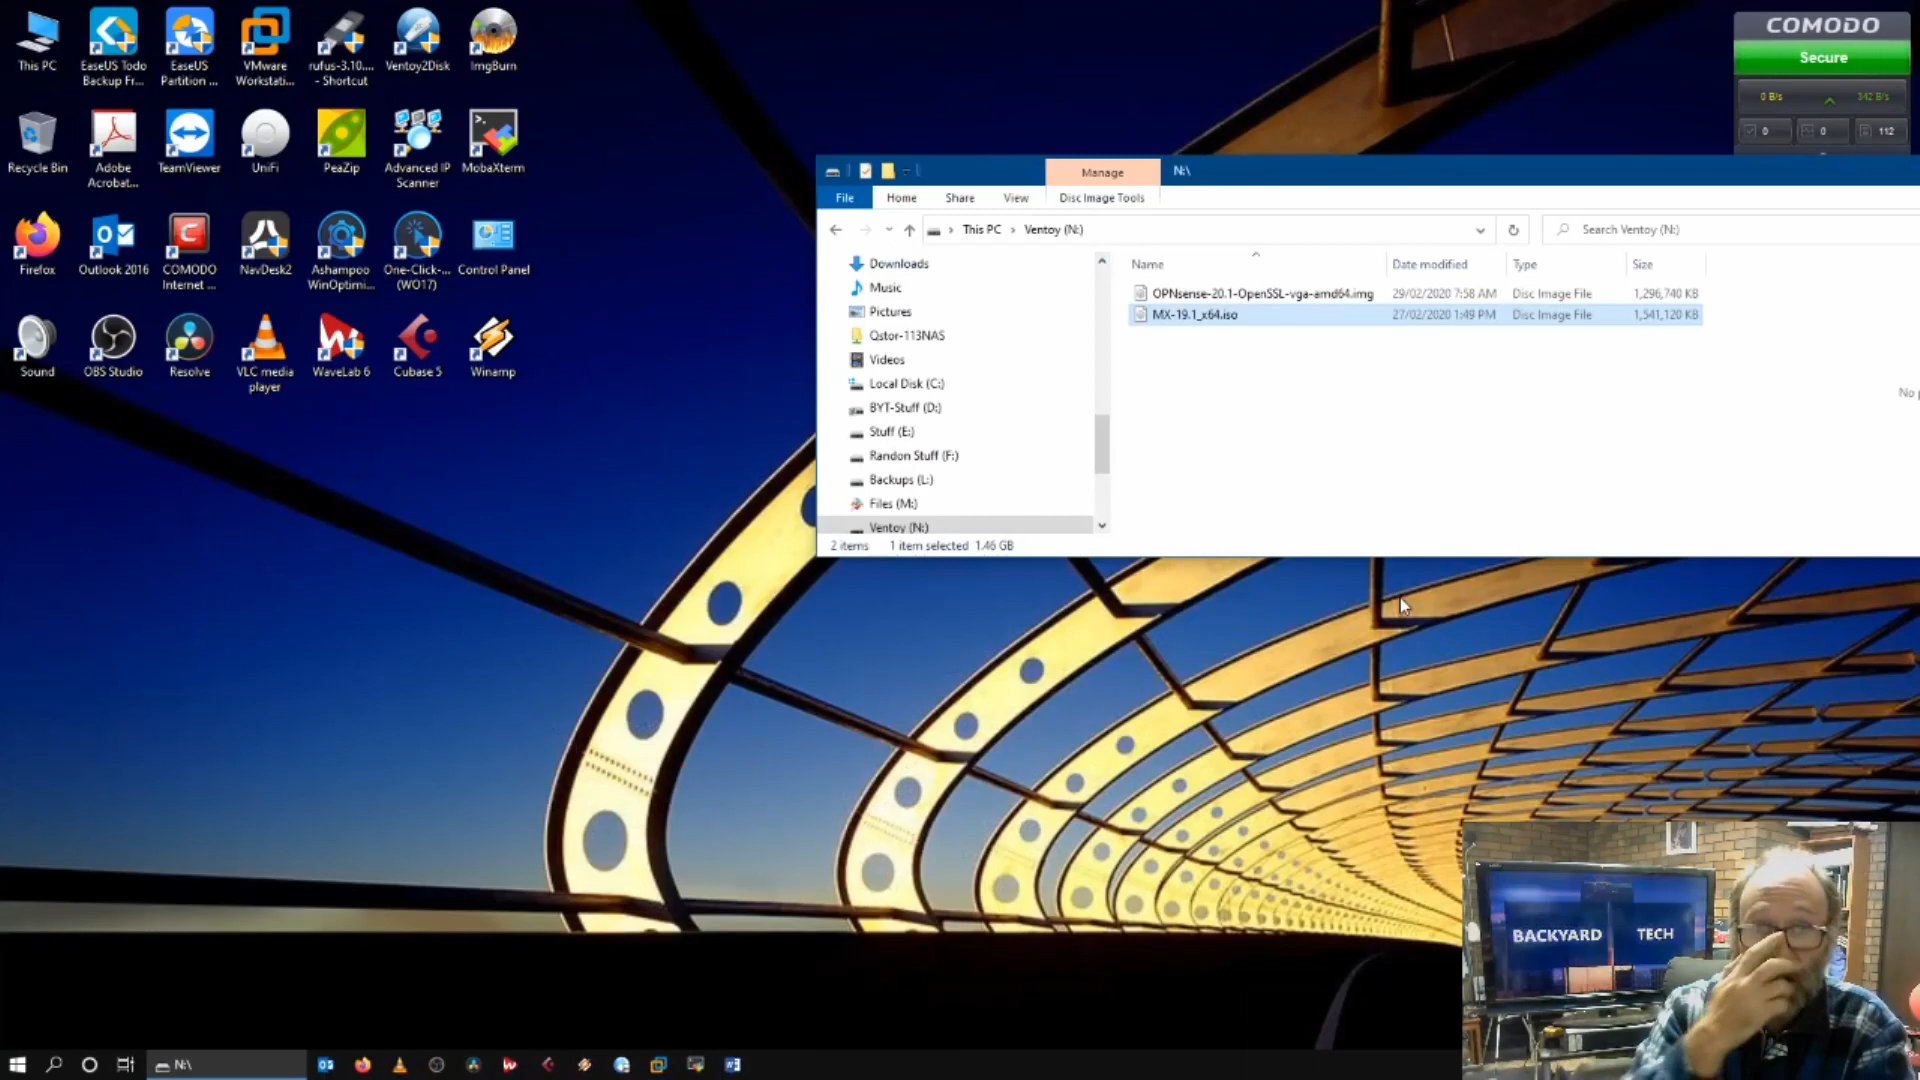 This PC
EaseUS Todo
Backup Fr...
EaseUS
Partition ...
VMware
Workstati...
rufus-3.10....
- Shortcut
Ventoy2Disk
ImgBurn
Recycle Bin
Adobe
Acrobat...
TeamViewer
UniFi
PeaZip
Advanced IP
Scanner
MobaXterm
Firefox
Outlook 2016
COMODO
Internet ...
NavDesk2
Ashampoo
WinOptimi...
One-Click-...
(WO17)
Control Panel
Sound
OBS Studio
Resolve
VLC media
player
WaveLab 6
Cubase 5
Winamp
COMODO
Secure
0 B/s
342 B/s
0
0
112
Manage
N:\
File
Home
Share
View
Disc Image Tools
This PC
Ventoy (N:)
Search Ventoy (N:)
Name
Date modified
Type
Size
OPNsense-20.1-OpenSSL-vga-amd64.img
29/02/2020 7:58 AM
Disc Image File
1,296,740 KB
MX-19.1_x64.iso
27/02/2020 1:49 PM
Disc Image File
1,541,120 KB
Downloads
Music
Pictures
Qstor-113NAS
Videos
Local Disk (C:)
BYT-Stuff (D:)
Stuff (E:)
Randon Stuff (F:)
Backups (L:)
Files (M:)
Ventoy (N:)
No
2 items
1 item selected 1.46 GB
BACKYARD TECH
N:\